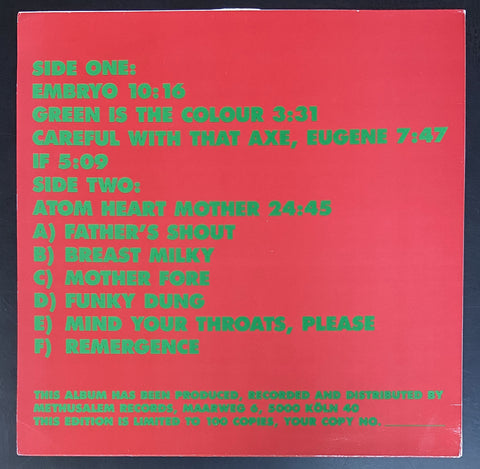 SIDE ONE:
EMBRYO 10:16
GREEN IS THE COLOUR 3:31
CAREFUL WITH THAT AXE, EUGENE 7:47
IF 5:09
SIDE TWO:
ATOM HEART MOTHER 24:45
A) FATHER'S SHOUT
B) BREAST MILKY
C) MOTHER FORE
D) FUNKY DUNG
E) MIND YOUR THROATS, PLEASE
F) REMERGENCE
THIS ALBUM HAS BEEN PRODUCED, RECORDED AND DISTRIBUTED BY
METHUSALEM RECORDS, MAARWEG 6, 5000 KÖLN 40
THIS EDITION IS LIMITED TO 100 COPIES, YOUR COPY NO.